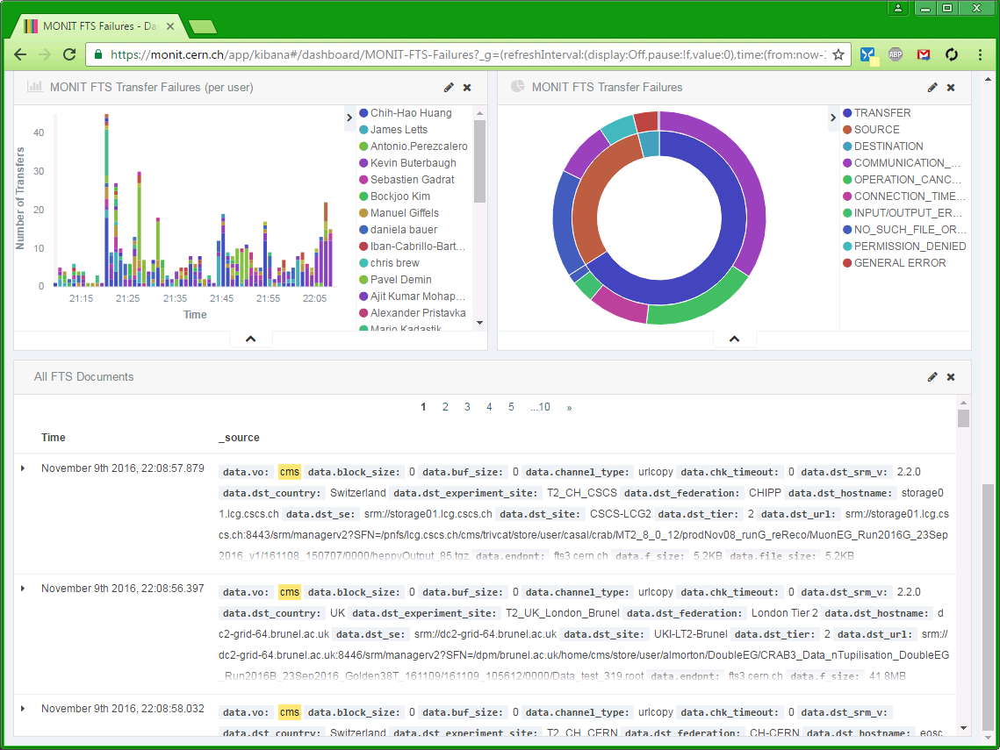 MONIT FTS Failures - Da
https://monit.cern.ch/app/kibana#/dashboard/MONIT-FTS-Failures?_g=(refreshInterval:(display:Off,pause:!f,value:0),time:(from:now-
ABP
MONIT FTS Transfer Failures (per user)
Number of Transfers
40
30
20
10
0
21:15 21:25 21:35 21:45 21:55 22:05
Time
Chih-Hao Huang
James Letts
Antonio.Perezcalero
Kevin Buterbaugh
Sebastien Gadrat
Bockjoo Kim
Manuel Giffels
daniela bauer
Iban-Cabrillo-Bart...
chris brew
Pavel Demin
Ajit Kumar Mohap...
Alexander Pristavka
Mario Kadastik
MONIT FTS Transfer Failures
TRANSFER
SOURCE
DESTINATION
COMMUNICATION_...
OPERATION_CANC...
CONNECTION_TIME...
INPUT/OUTPUT_ER...
NO_SUCH_FILE_OR...
PERMISSION_DENIED
GENERAL ERROR
All FTS Documents
1 2 3 4 5 ...10 »
Time _source
November 9th 2016, 22:08:57.879 data.vo: cms data.block_size: 0 data.buf_size: 0 data.channel_type: urlcopy data.chk_timeout: 0 data.dst_srm_v: 2.2.0
data.dst_country: Switzerland data.dst_experiment_site: T2_CH_CSCS data.dst_federation: CHIPP data.dst_hostname: storage0
1.lcg.cscs.ch data.dst_se: srm://storage01.lcg.cscs.ch data.dst_site: CSCS-LCG2 data.dst_tier: 2 data.dst_url: srm://storage01.lcg.cs
cs.ch:8443/srm/managerv2?SFN=/pnfs/lcg.cscs.ch/cms/trivcat/store/user/casal/crab/MT2_8_0_12/prodNov08_runG_reReco/MuonEG_Run2016G_23Sep
2016_v1/161108_150707/0000/heppyOutput_85.tgz data.endpnt: fts3.cern.ch data.f_size: 5.2KB data.file_size: 5.2KB
November 9th 2016, 22:08:56.397 data.vo: cms data.block_size: 0 data.buf_size: 0 data.channel_type: urlcopy data.chk_timeout: 0 data.dst_srm_v: 2.2.0
data.dst_country: UK data.dst_experiment_site: T2_UK_London_Brunel data.dst_federation: London Tier 2 data.dst_hostname: d
c2-grid-64.brunel.ac.uk data.dst_se: srm://dc2-grid-64.brunel.ac.uk data.dst_site: UKI-LT2-Brunel data.dst_tier: 2 data.dst_url: srm://
dc2-grid-64.brunel.ac.uk:8446/srm/managerv2?SFN=/dpm/brunel.ac.uk/home/cms/store/user/almorton/DoubleEG/CRAB3_Data_nTupilisation_DoubleEG
_Run2016B_23Sep2016_Golden38T_161109/161109_105612/0000/Data_test_319.root data.endpnt: fts3.cern.ch data.f_size: 41.8MB
November 9th 2016, 22:08:58.032 data.vo: cms data.block_size: 0 data.buf_size: 0 data.channel_type: urlcopy data.chk_timeout: 0 data.dst_srm_v:
data.dst_country: Switzerland data.dst_experiment_site: T2_CH_CERN data.dst_federation: CH-CERN data.dst_hostname: eosc